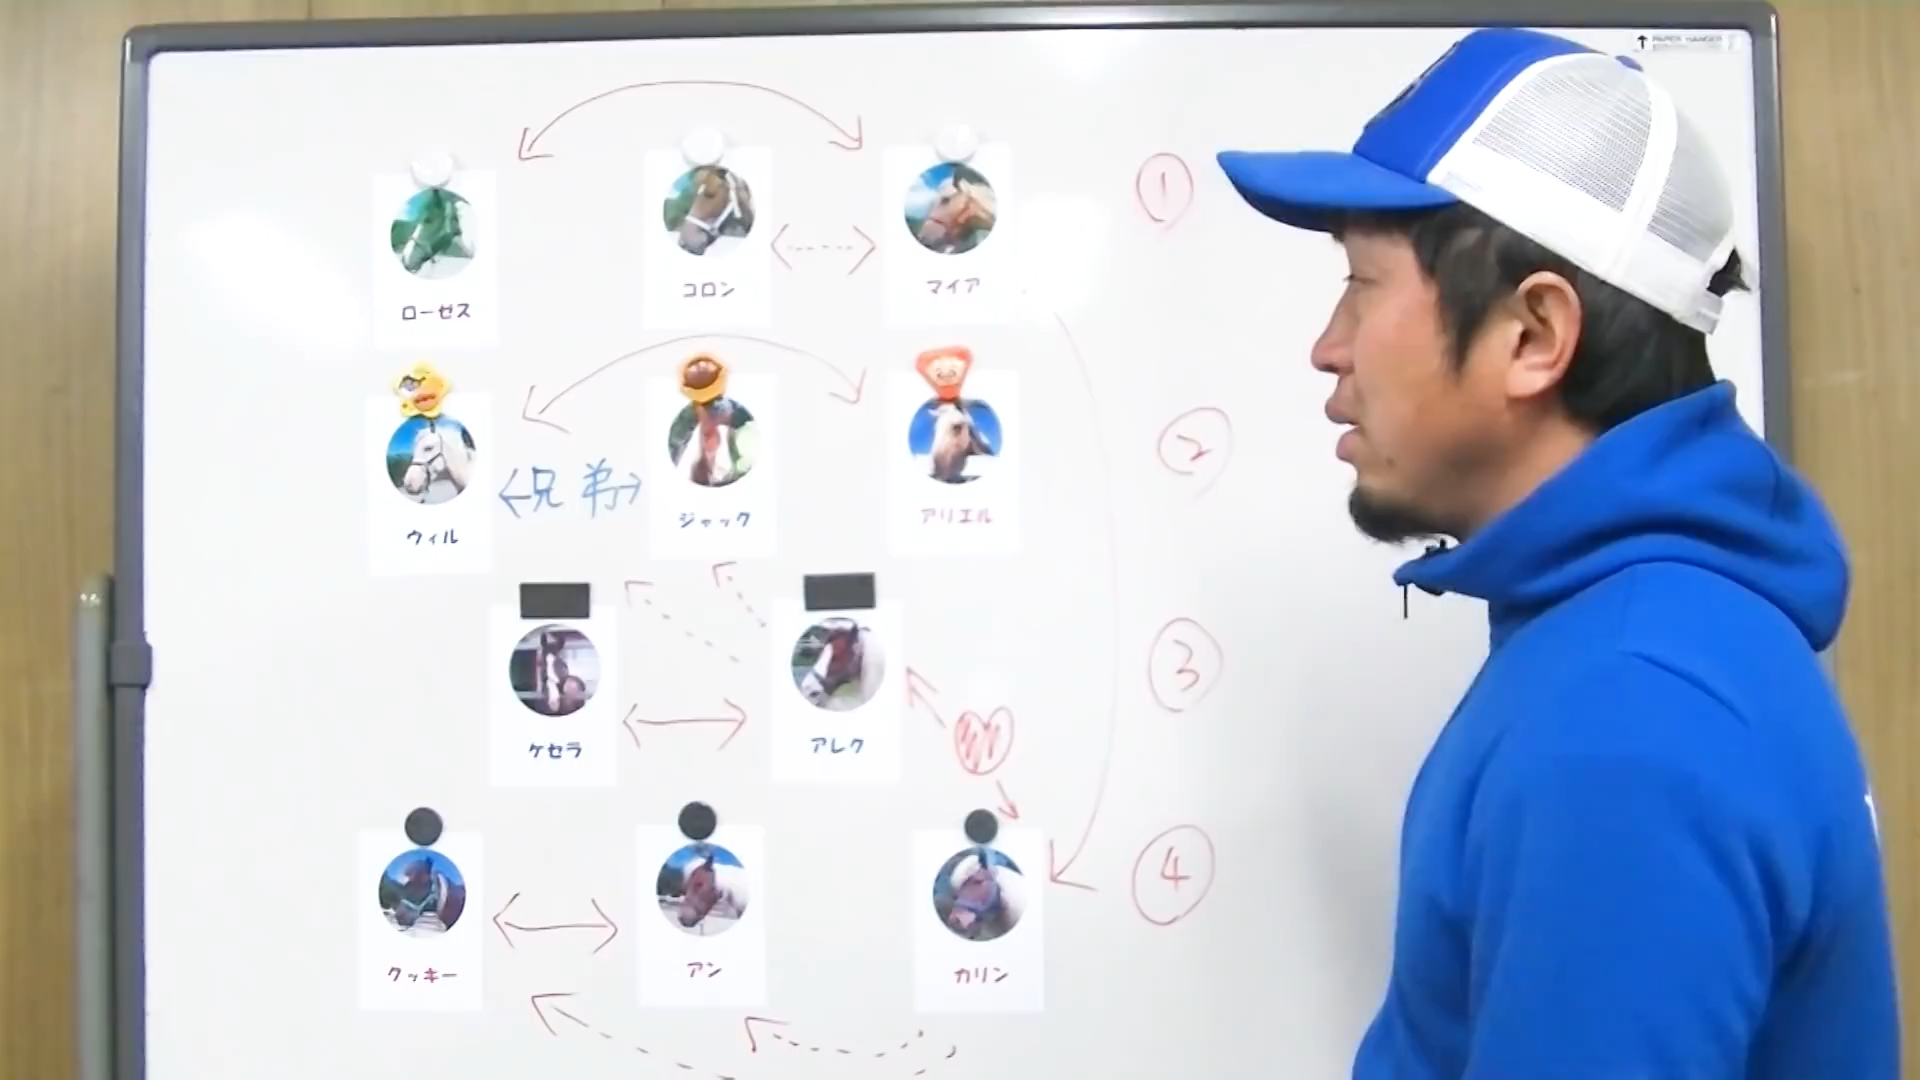 PAPER HANGER
ローゼス
コロン
マイア
①
ウィル
兄弟
ジャック
アリエル
②
ケセラ
アレク
③
クッキー
アン
カリン
④